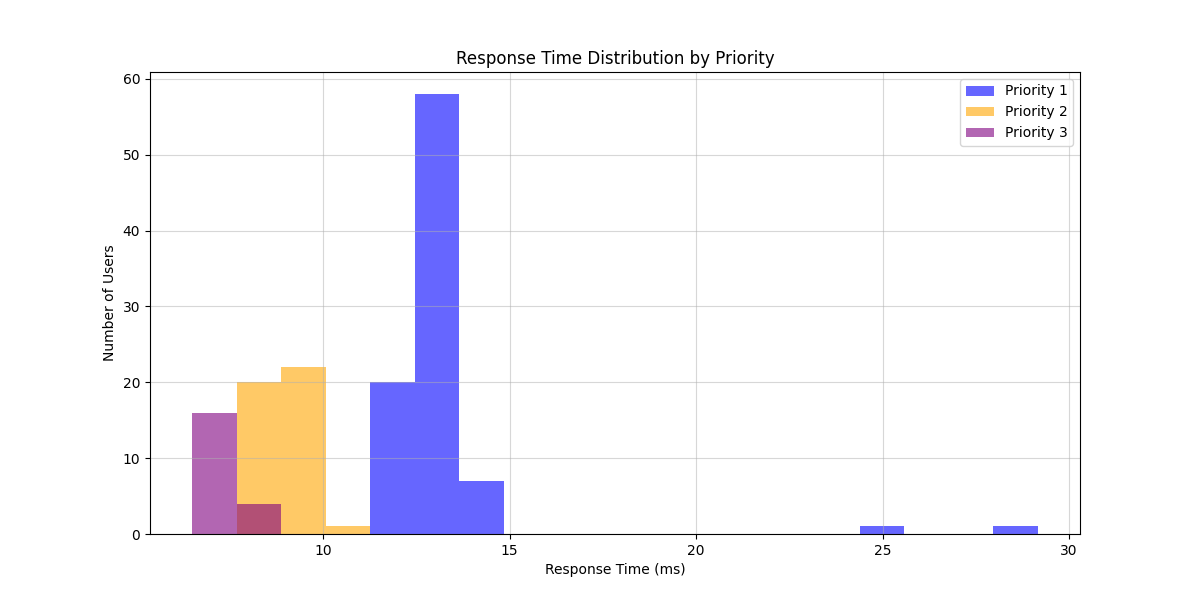 Response Time Distribution by Priority
60
50
40
30
20
10
0
Number of Users
Priority 1
Priority 2
Priority 3
10 15 20 25 30
Response Time (ms)